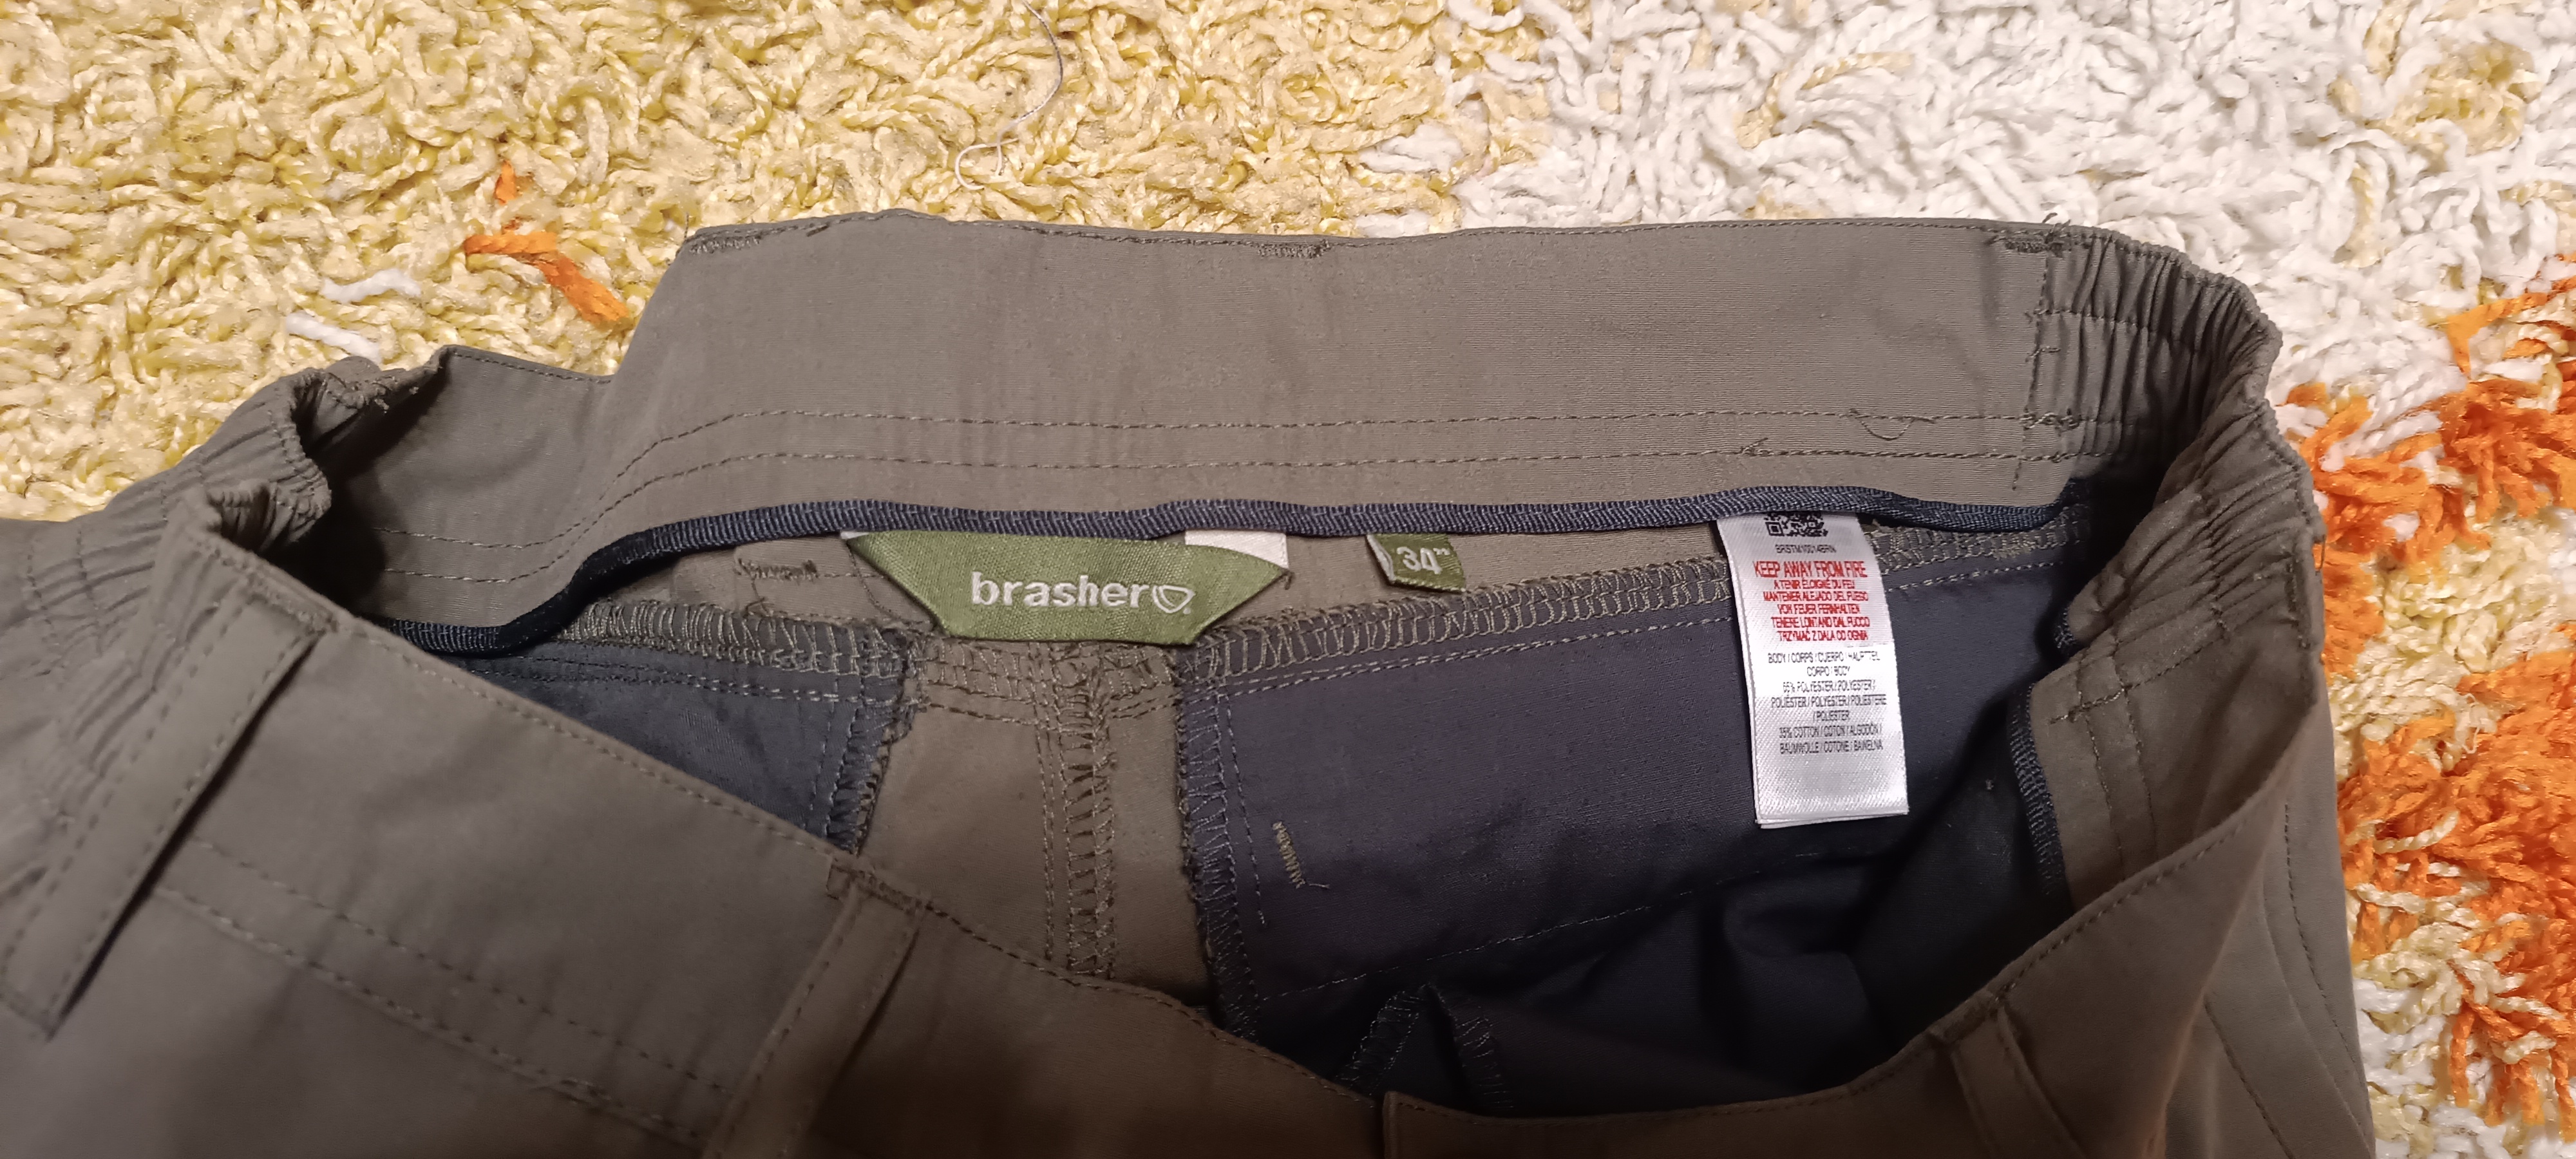 brasher
34"
KEEP AWAY FROM FIRE
A TENIR ÉLOIGNÉ DU FEU
MANTENER ALEJADO DEL FUEGO
VON FEUER FERNHALTEN
TENERE LONTANO DAL FUOCO
TRZYMAĆ Z DALA OD OGNIA
BODY / CORPS / CUERPO / HALPTTEIL
CORPO / BODY
65% POLYESTER / POLYESTER /
POLIÉSTER / POLYESTER / POLIESTERE
/ POLIESTER
35% COTTON / COTON / ALGODÓN /
BAUMWOLLE / COTONE / BAWEŁNA